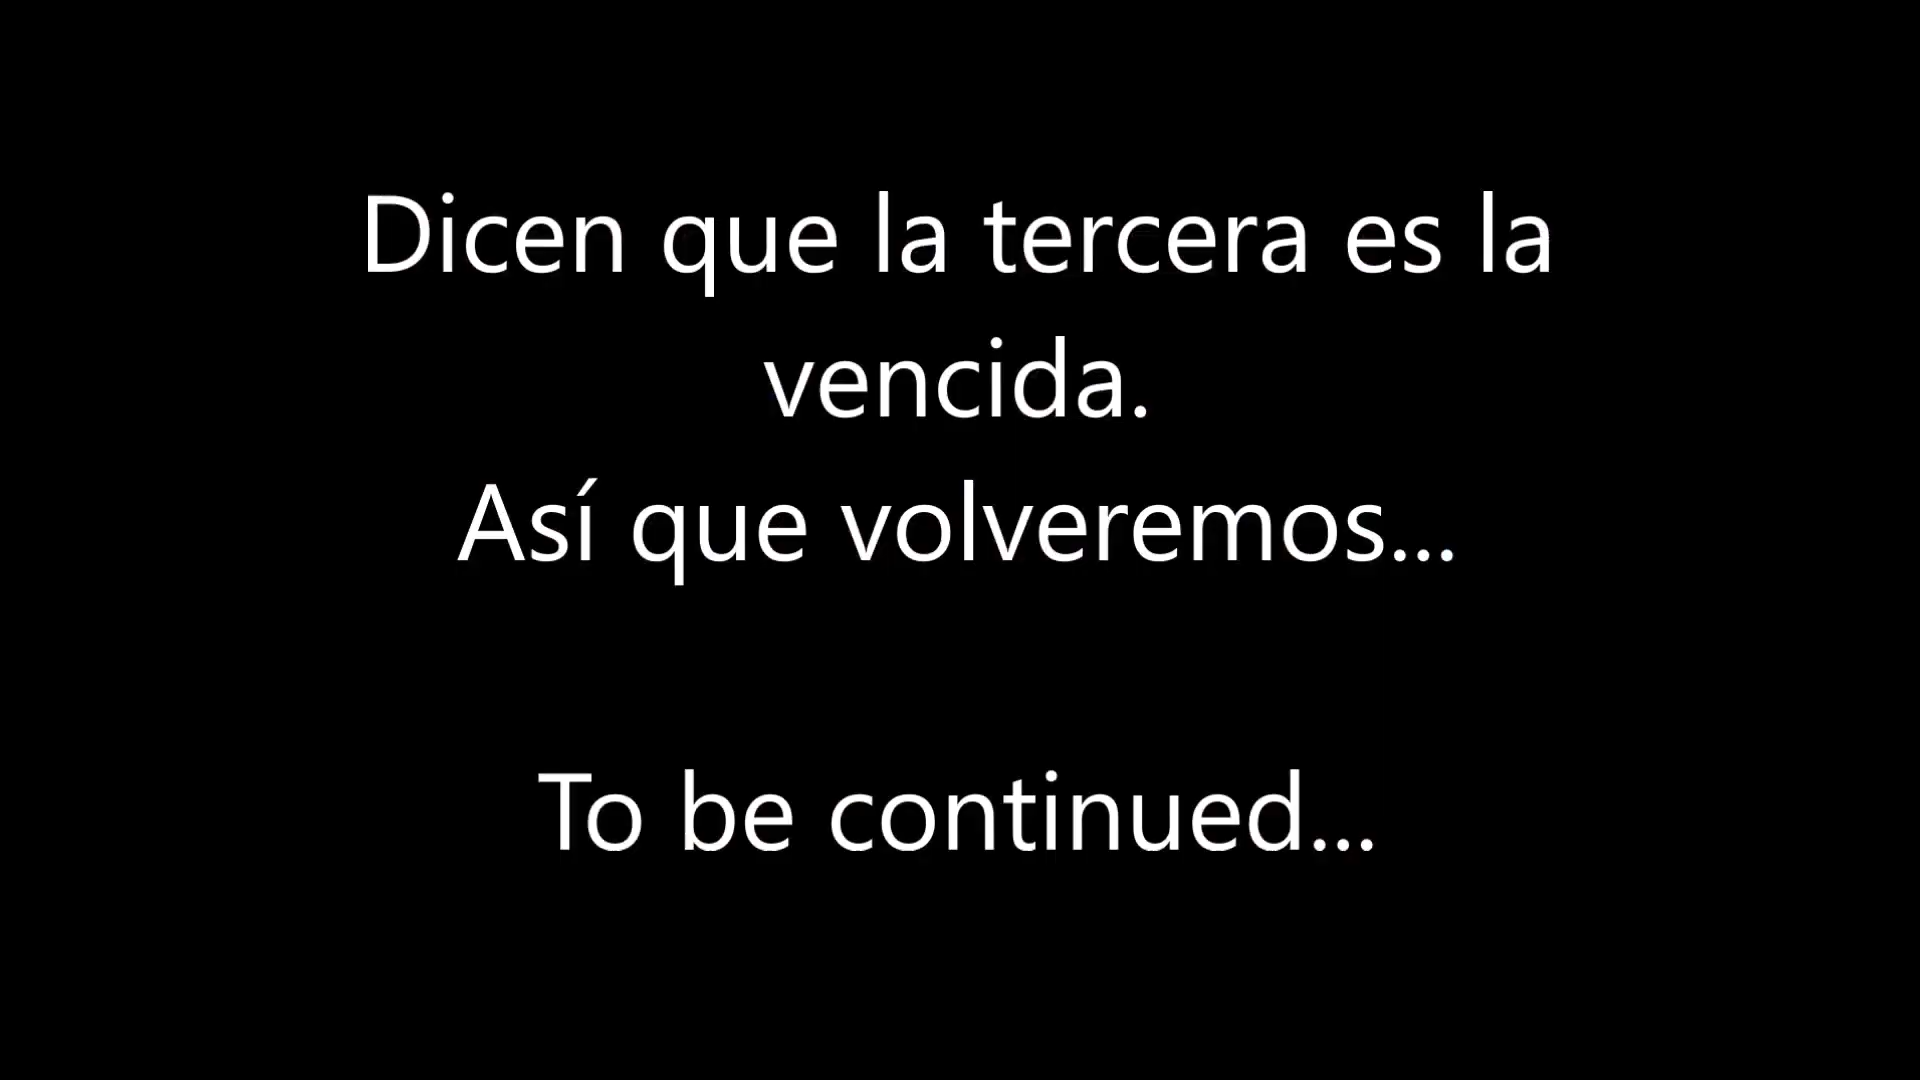 Dicen que la tercera es la
vencida.
Así que volveremos...
To be continued...